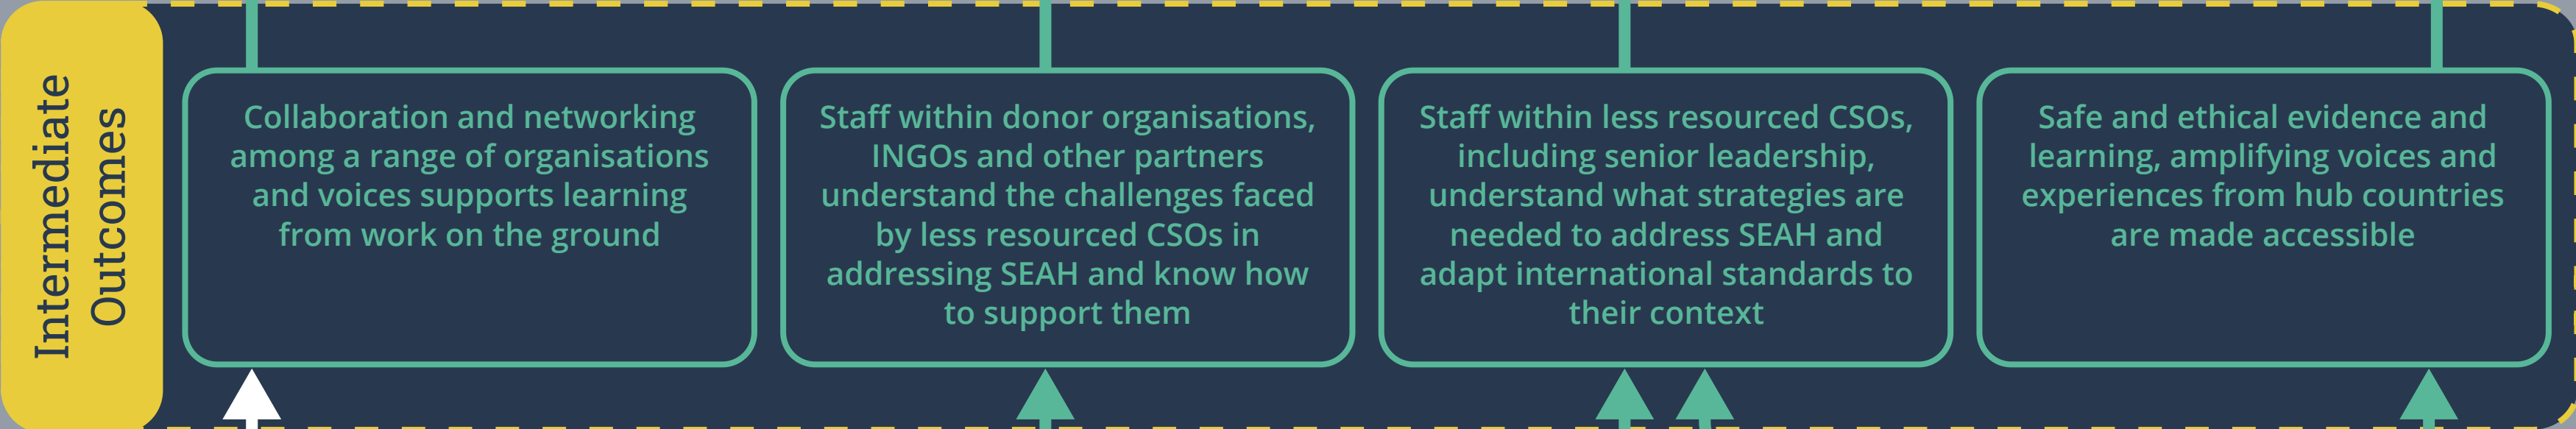 Intermediate
Outcomes
Collaboration and networking
among a range of organisations
and voices supports learning
from work on the ground
Staff within donor organisations,
INGOs and other partners
understand the challenges faced
by less resourced CSOs in
addressing SEAH and know how
to support them
Staff within less resourced CSOs,
including senior leadership,
understand what strategies are
needed to address SEAH and
adapt international standards to
their context
Safe and ethical evidence and
learning, amplifying voices and
experiences from hub countries
are made accessible